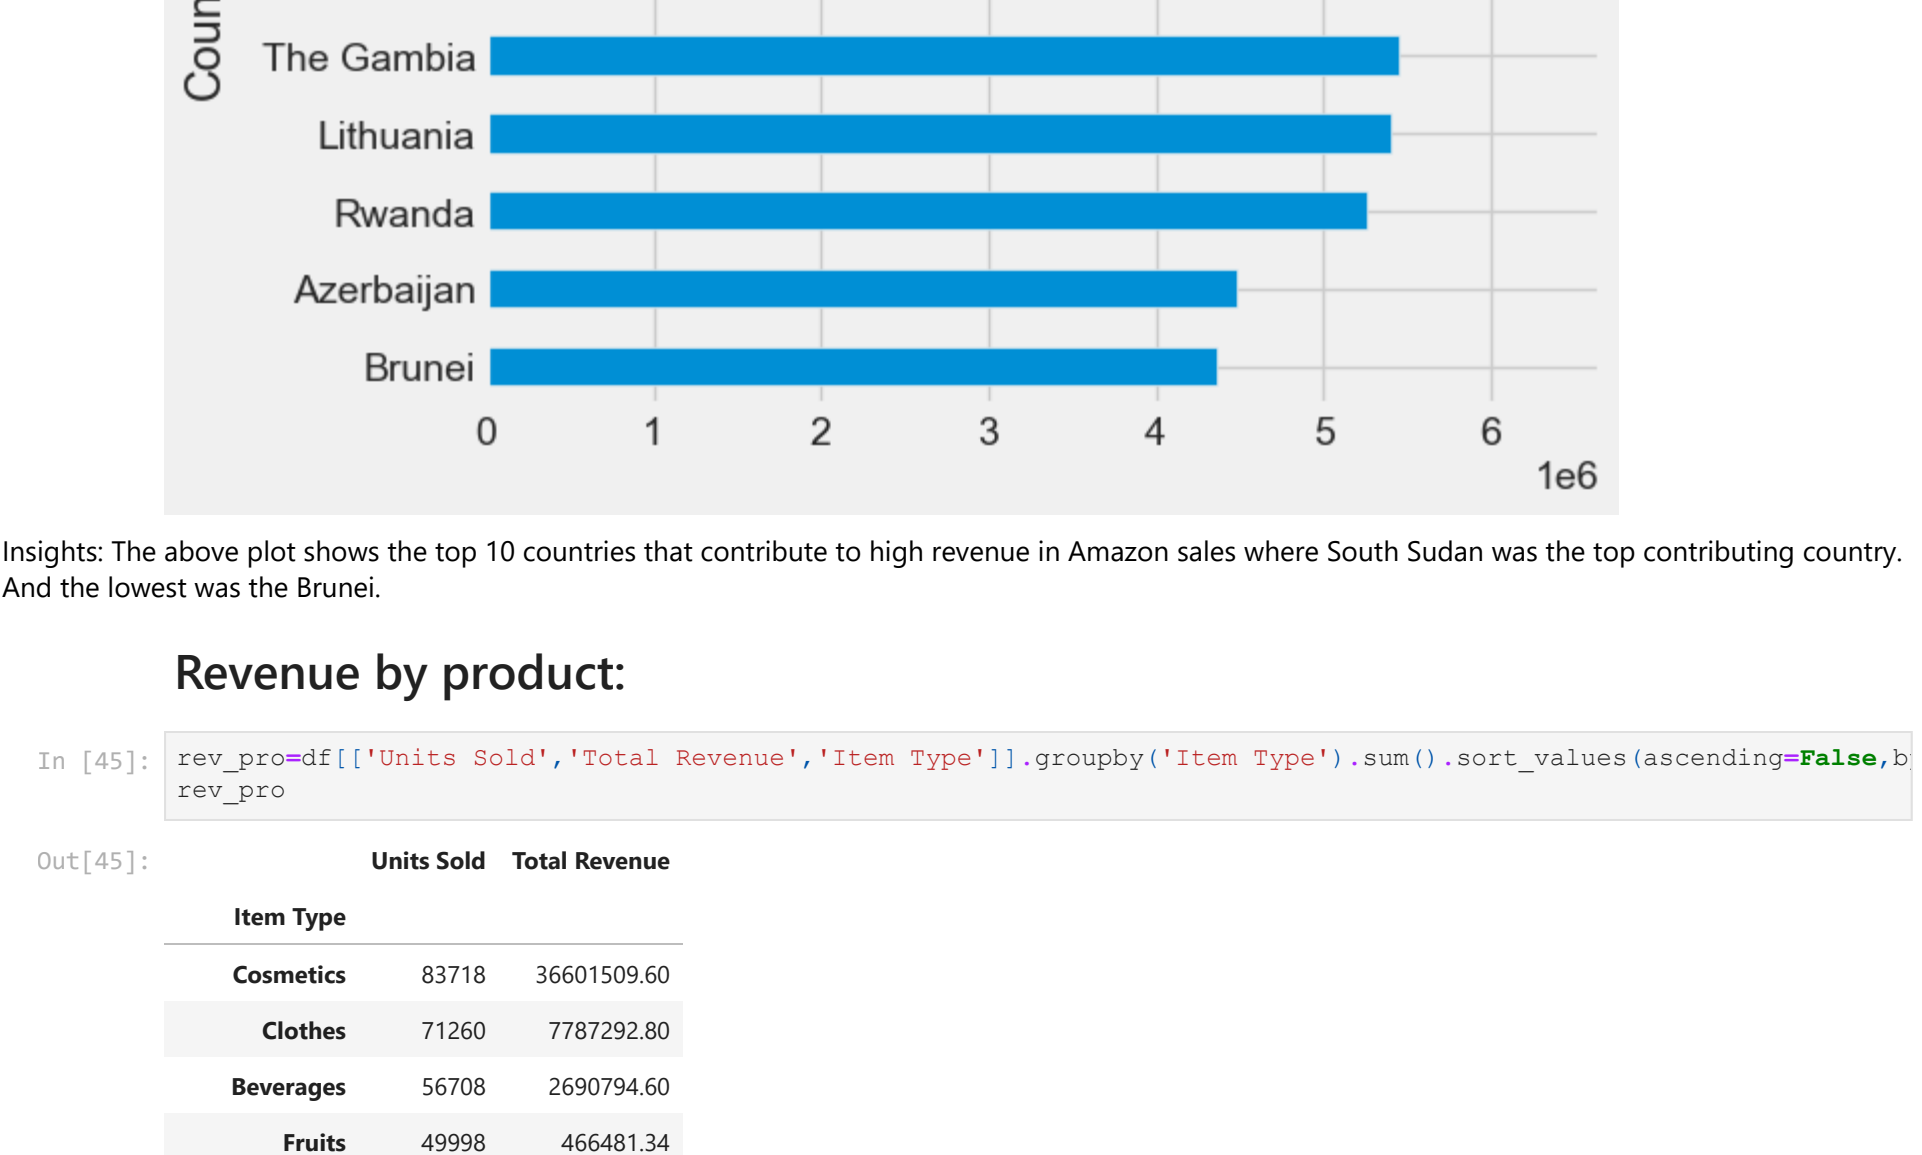 The Gambia
Lithuania
Rwanda
Azerbaijan
Brunei
0 1 2 3 4 5 6
1e6
Insights: The above plot shows the top 10 countries that contribute to high revenue in Amazon sales where South Sudan was the top contributing country.
And the lowest was the Brunei.
Revenue by product:
In [45]: rev_pro=df[['Units Sold','Total Revenue','Item Type']].groupby('Item Type').sum().sort_values(ascending=False,b
rev_pro
Out[45]: Units Sold Total Revenue
Item Type
Cosmetics 83718 36601509.60
Clothes 71260 7787292.80
Beverages 56708 2690794.60
Fruits 49998 466481.34